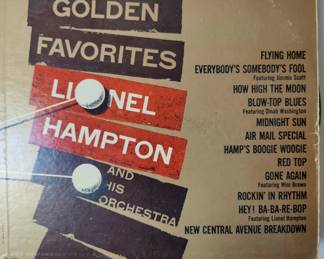 GOLDEN
FAVORITES
LIONEL
HAMPTON
AND
HIS
ORCHESTRA
FLYING HOME
EVERYBODY'S SOMEBODY'S FOOL
Featuring Jimmie Scott
HOW HIGH THE MOON
BLOW-TOP BLUES
Featuring Dinah Washington
MIDNIGHT SUN
AIR MAIL SPECIAL
HAMP'S BOOGIE WOOGIE
RED TOP
GONE AGAIN
Featuring Wini Brown
ROCKIN' IN RHYTHM
HEY! BA-BA-RE-BOP
Featuring Lionel Hampton
NEW CENTRAL AVENUE BREAKDOWN